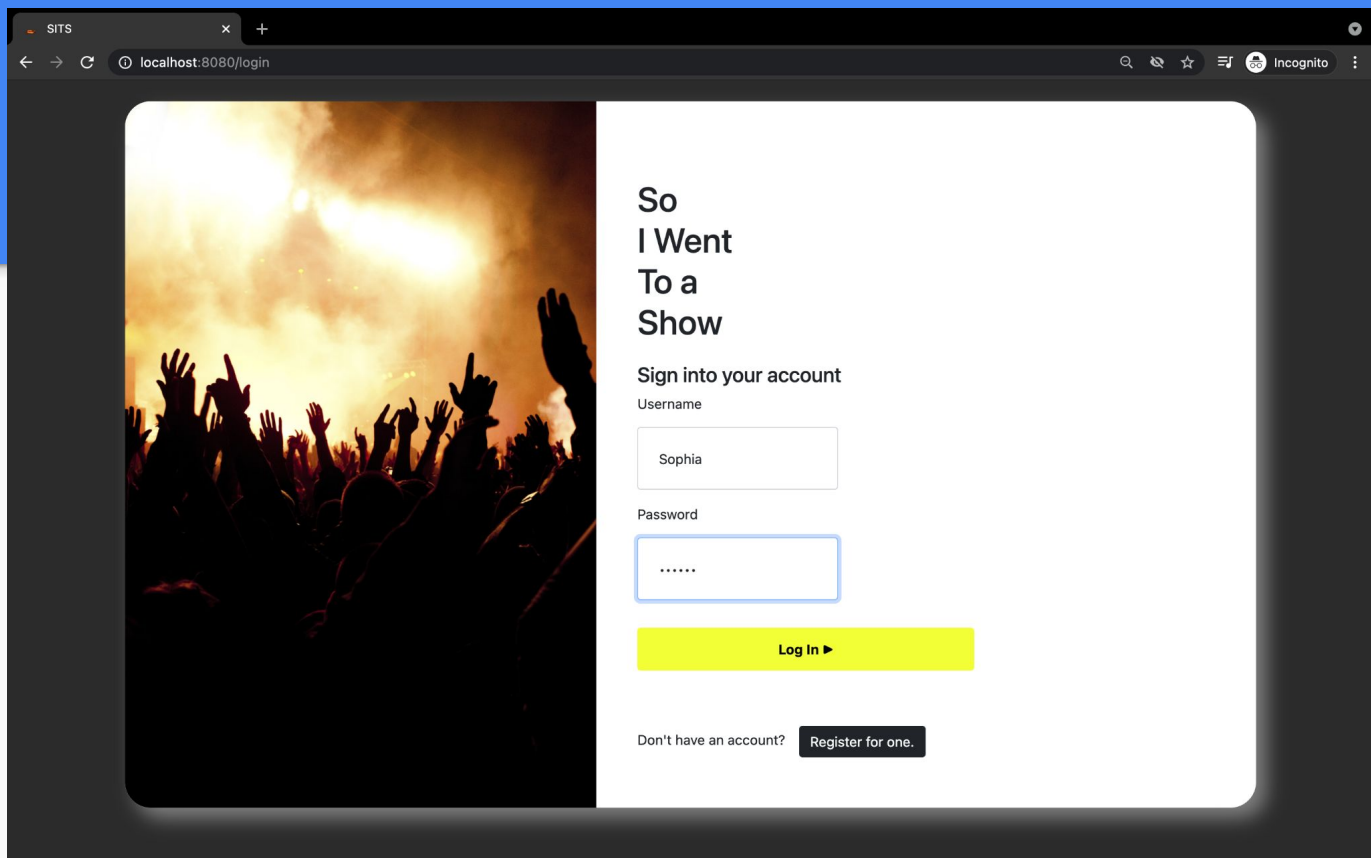 SITS
localhost:8080/login
Incognito
So
I Went
To a
Show
Sign into your account
Username
Sophia
Password
······
Log In ▶
Don't have an account? Register for one.